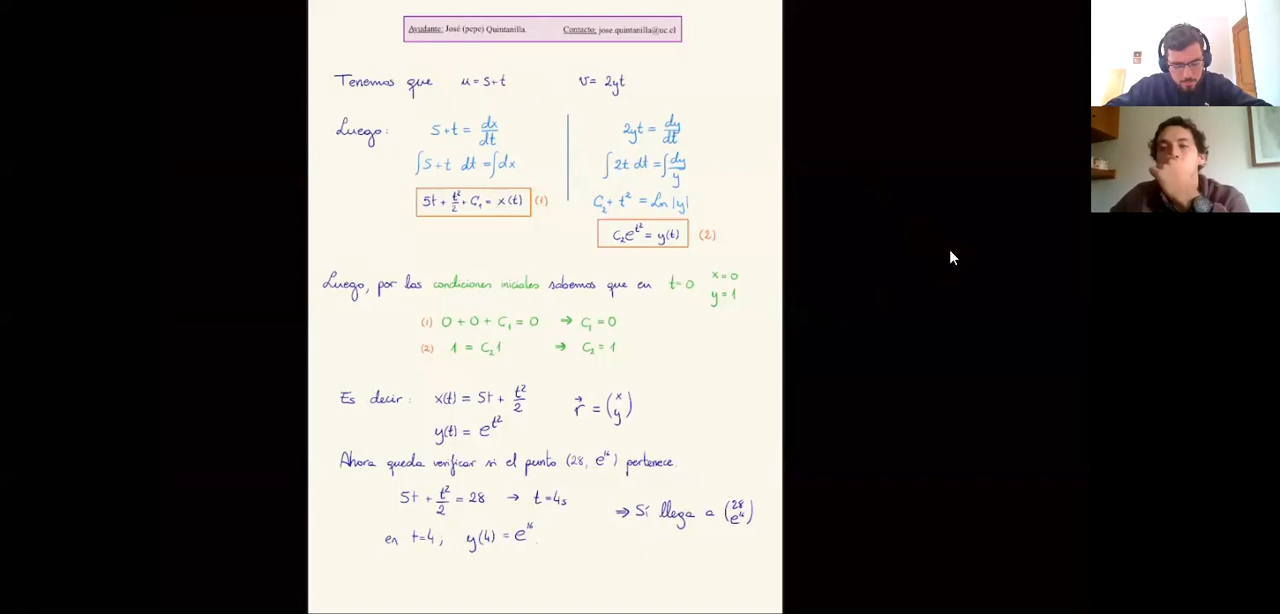 Ayudante: José (pepe) Quintanilla. Contacto: jose.quintanilla@uc.cl
Tenemos que u = 5+t v = 2yt
Luego: 5+t = dx/dt 2yt = dy/dt
∫5+t dt = ∫dx ∫2t dt = ∫dy/y
5t + t²/2 + C₁ = x(t) (1) C₂ + t² = Ln |y|
C₂e^t² = y(t) (2)
Luego, por las condiciones iniciales sabemos que en t=0 x=0
y=1
(1) 0 + 0 + C₁ = 0 → C₁ = 0
(2) 1 = C₂1 → C₂ = 1
Es decir: x(t) = 5t + t²/2 r⃗ = (x y)
y(t) = e^t²
Ahora queda verificar si el punto (28, e¹⁶) pertenece.
5t + t²/2 = 28 → t=4s ⇒ Sí llega a (28 e¹⁶)
en t=4, y(4) = e¹⁶.